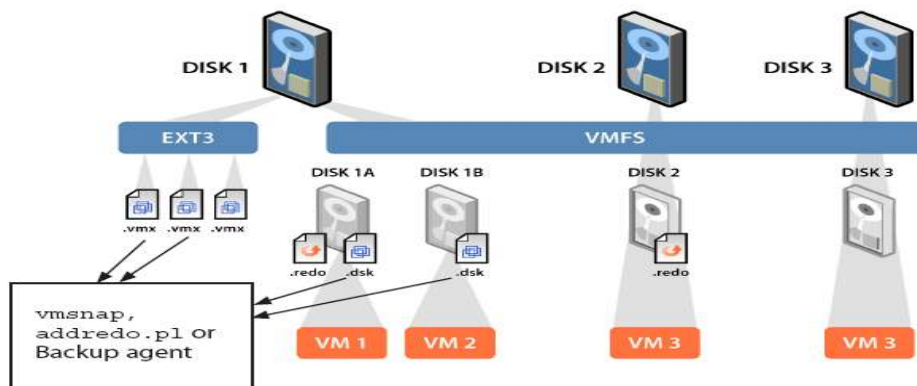 DISK 1
DISK 2
DISK 3
EXT3
VMFS
DISK 1A
DISK 1B
DISK 2
DISK 3
.vmx
.vmx
.vmx
.redo
.dsk
.dsk
.redo
vmsnap,
addredo.pl or
Backup agent
VM 1
VM 2
VM 3
VM 3